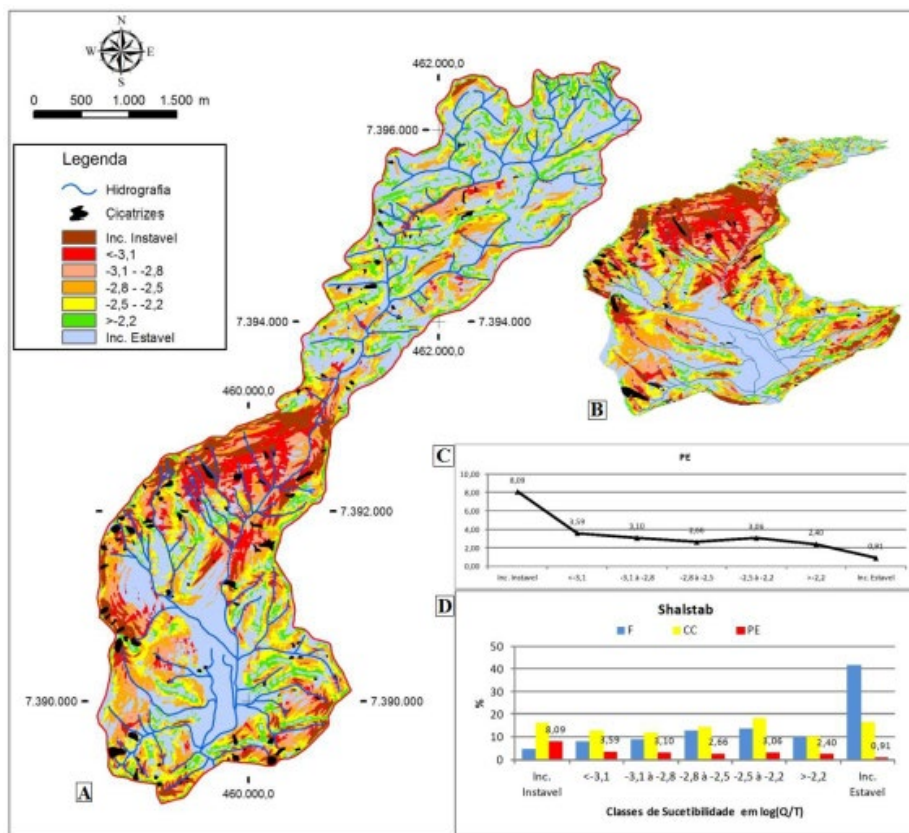 N
W E
S
0 500 1.000 1.500 m
Legenda
Hidrografia
Cicatrizes
Inc. Instavel
<-3,1
-3,1 - -2,8
-2,8 - -2,5
-2,5 - -2,2
>-2,2
Inc. Estavel
462.000,0
7.396.000
7.394.000
7.394.000
462.000,0
460.000,0
7.392.000
7.390.000
7.390.000
460.000,0
A
B
C
PE
10,00
8,00
6,00
4,00
2,00
0,00
8,09
3,59
3,10
2,66
3,06
2,40
0,91
Inc. Instavel <-3,1 -3,1 à -2,8 -2,8 à -2,5 -2,5 à -2,2 >-2,2 Inc. Estavel
D
Shalstab
F CC PE
%
50
40
30
20
10
0
8,09 3,59 3,10 2,66 3,06 2,40 0,91
Inc. Instavel <-3,1 -3,1 à -2,8 -2,8 à -2,5 -2,5 à -2,2 >-2,2 Inc. Estavel
Classes de Sucetibilidade em log(Q/T)